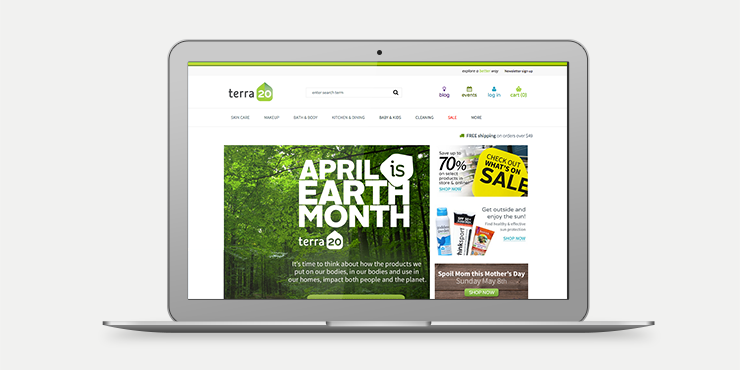 explore a better way | Newsletter sign up
terra20
enter search term
blog events log in cart (0)
SKIN CARE MAKEUP BATH & BODY KITCHEN & DINING BABY & KIDS CLEANING SALE MORE
FREE shipping on orders over $48
APRIL is
EARTH
MONTH
terra20
It's time to think about how the products we
put on our bodies, in our bodies and use in
our homes, impact both people and the planet.
Save up to
70%
on select
products in
store & online
SHOP NOW
CHECK OUT
WHAT'S ON
SALE
Get outside and
enjoy the sun!
Find healthy & effective
sun protection
SHOP NOW
thinksport
Spoil Mom this Mother's Day
Sunday May 8th
SHOP NOW